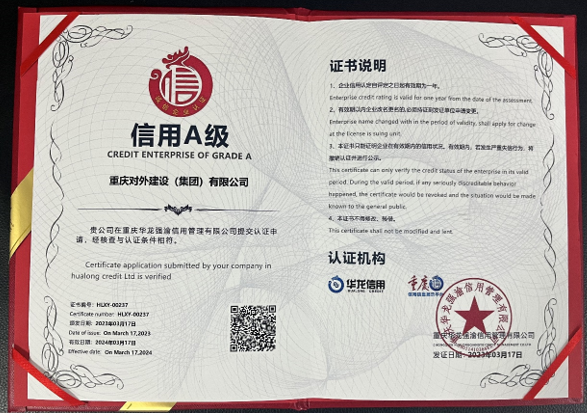 信用A级
CREDIT ENTERPRISE OF GRADE A
重庆对外建设（集团）有限公司
贵公司在重庆华龙强渝信用管理有限公司提交认证申
请，经核查与认证条件相符。
Certificate application submitted by your company in
hualong credit Ltd is verified
证书编号：HLXY-00237
Certificate number: HLXY-00237
颁发日期：2023年03月17日
Date of issue: On March 17,2023
有效日期：2024年03月17日
Effective date: On March 17,2024
证书说明
1、企业信用认定自评定之日起有效期为一年。
Enterprise credit rating is valid for one year from the date of the assessment.
2、有效期以内企业改名更名的,必须持证到发证单位申请变更。
Enterprise name changed with in the period of validity, shall apply for change
at the license is suing unit.
3、本证书只能证明企业在有效期内的信用状况。有效期内，若发生严重失信行为，将
撤销认证并进行公示。
This certificate can only verify the credit status of the enterprise in its valid
period. During the valid period, if any seriously discreditable behavior
happened, the certificate would be revoked and the situation would be made
known to the general public.
4、本证书不得修改、转借。
This certificate shall not be modified and lent.
认证机构
华龙信用
重庆华龙强渝信用管理有限公司
发证日期：2023年03月17日